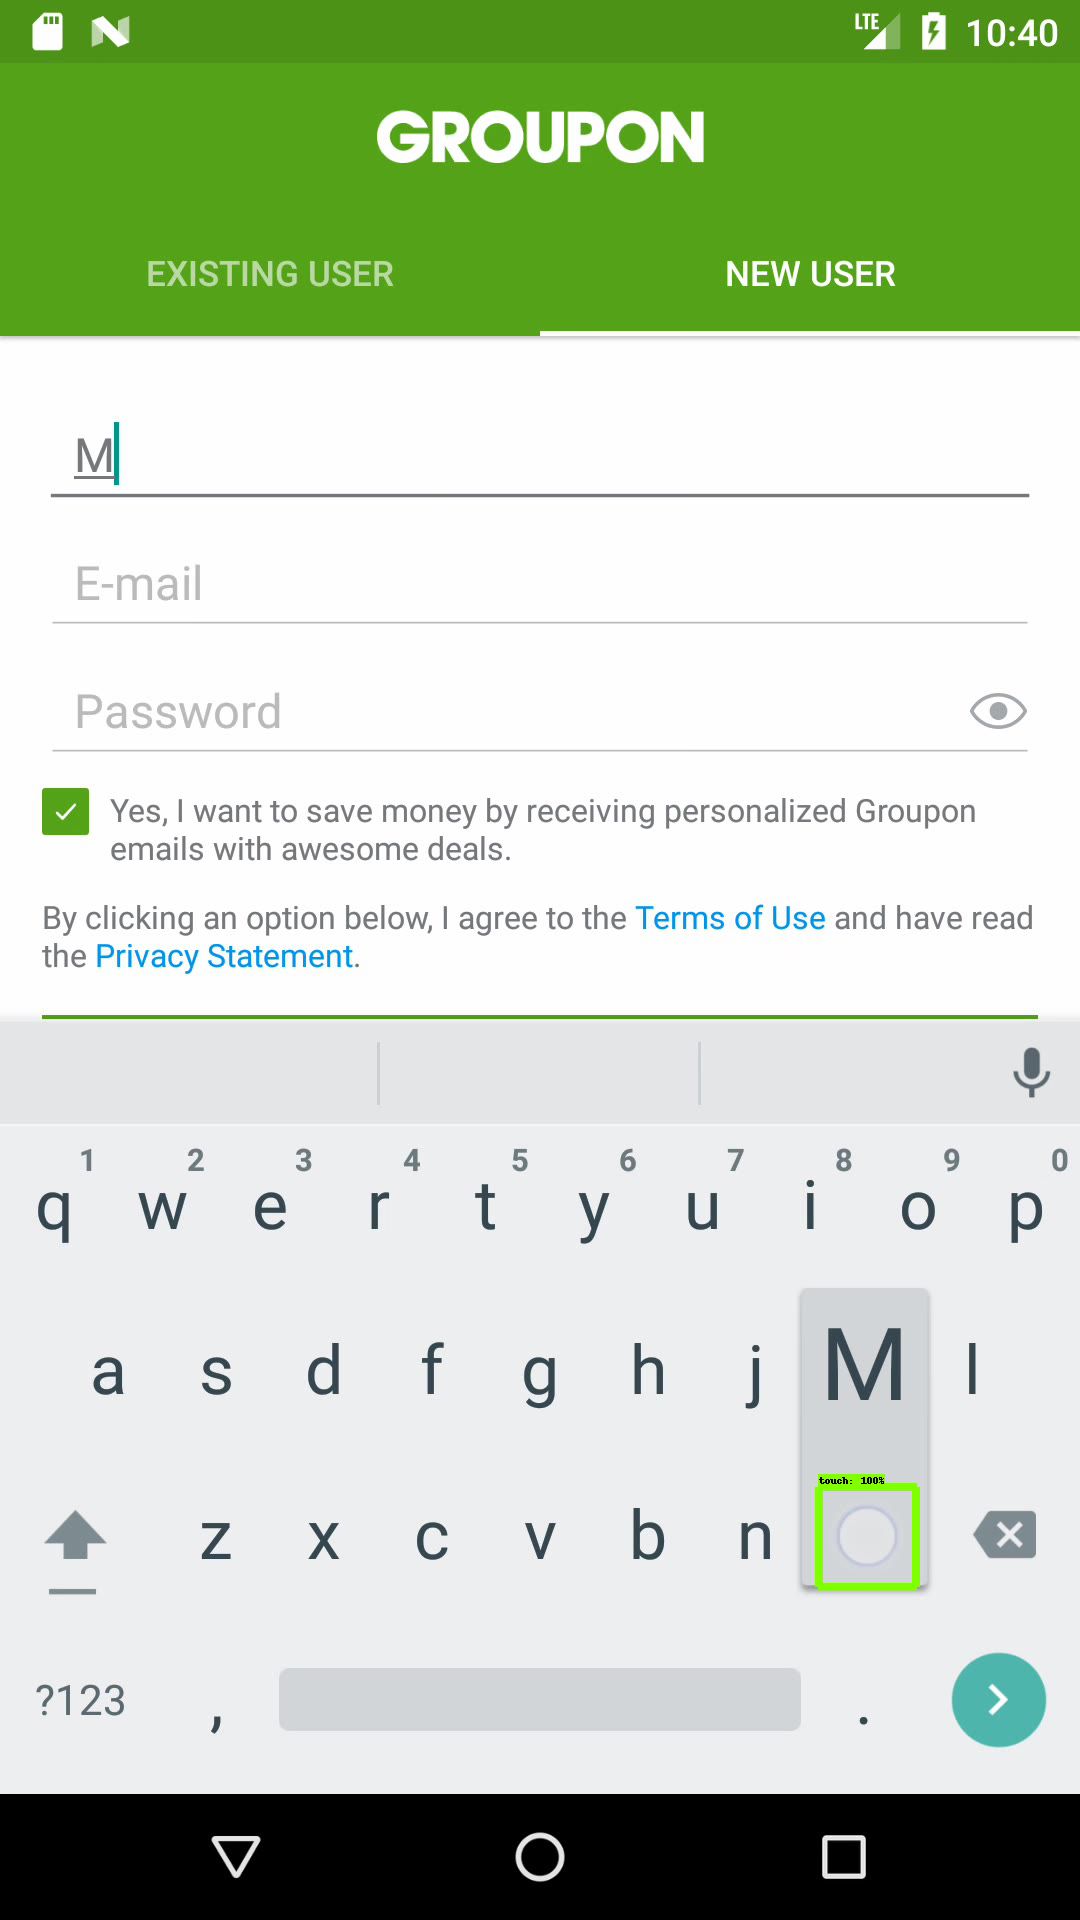 LTE 10:40
GROUPON
EXISTING USER NEW USER
M
E-mail
Password
Yes, I want to save money by receiving personalized Groupon
emails with awesome deals.
By clicking an option below, I agree to the Terms of Use and have read
the Privacy Statement.
1 2 3 4 5 6 7 8 9 0
q w e r t y u i o p
a s d f g h j M l
touch: 100%
z x c v b n
?123 , .